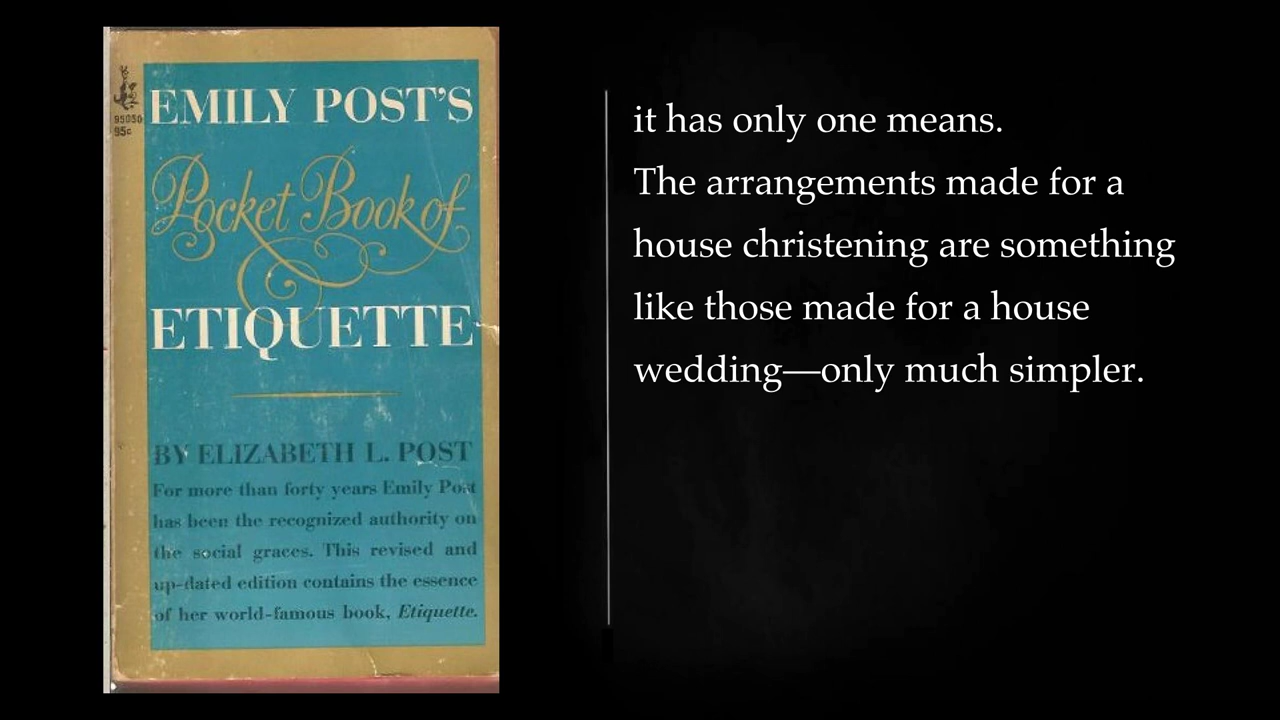 EMILY POST'S
Pocket Book of
ETIQUETTE
95050
95c
BY ELIZABETH L. POST
For more than forty years Emily Post
has been the recognized authority on
the social graces. This revised and
up-dated edition contains the essence
of her world-famous book, Etiquette.
it has only one means.
The arrangements made for a
house christening are something
like those made for a house
wedding—only much simpler.